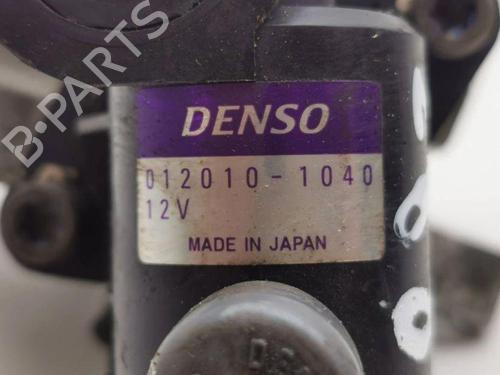 B-PARTS
DENSO
012010-1040
12V
MADE IN JAPAN